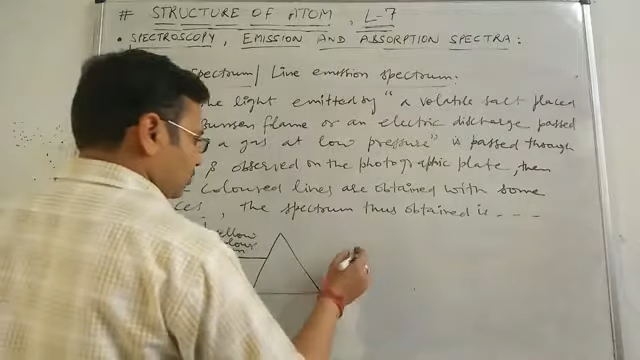 # STRUCTURE OF ATOM, L-7
• SPECTROSCOPY, EMISSION AND ABSORPTION SPECTRA:
Spectrum / Line emission spectrum.
he light emitted by "a volatile salt placed
Bunsen flame or an electric discharge passed
a gas at low pressure" is passed through
& observed on the photographic plate, then
coloured lines are obtained with some
ces, The spectrum thus obtained is - - -
yellow
colour